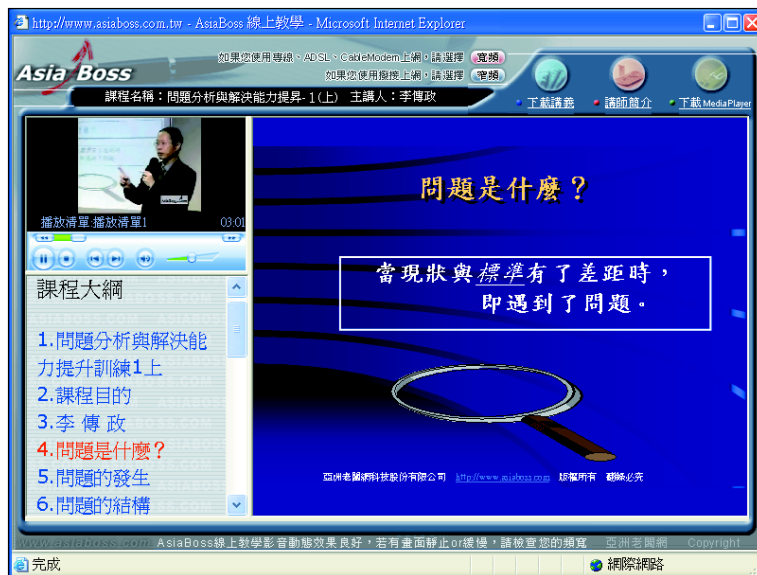 http://www.asiaboss.com.tw - AsiaBoss 線上教學 - Microsoft Internet Explorer
Asia Boss
如果您使用專線、ADSL、CableModem上網，請選擇 寬頻
如果您使用撥接上網，請選擇 窄頻
課程名稱：問題分析與解決能力提昇-1(上) 主講人：李傳政
下載講義
講師簡介
下載 MediaPlayer
播放清單:播放清單1 03:01
課程大綱
1.問題分析與解決能
力提升訓練1上
2.課程目的
3.李 傳 政
4.問題是什麼？
5.問題的發生
6.問題的結構
問題是什麼？
當現狀與標準有了差距時，
即遇到了問題。
亞洲老闆網科技股份有限公司 http://www.asiaboss.com 版權所有 翻錄必究
www.asiaboss.com AsiaBoss線上教學影音動態效果良好，若有畫面靜止or緩慢，請檢查您的頻寬 亞洲老闆網 Copyright
完成
網際網路